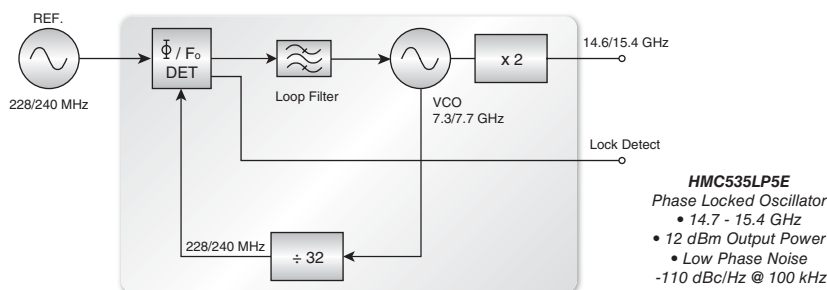 REF.
228/240 MHz
Φ / Fo
DET
Loop Filter
VCO
7.3/7.7 GHz
x 2
14.6/15.4 GHz
Lock Detect
228/240 MHz
÷ 32
HMC535LP5E
Phase Locked Oscillator
• 14.7 - 15.4 GHz
• 12 dBm Output Power
• Low Phase Noise
-110 dBc/Hz @ 100 kHz